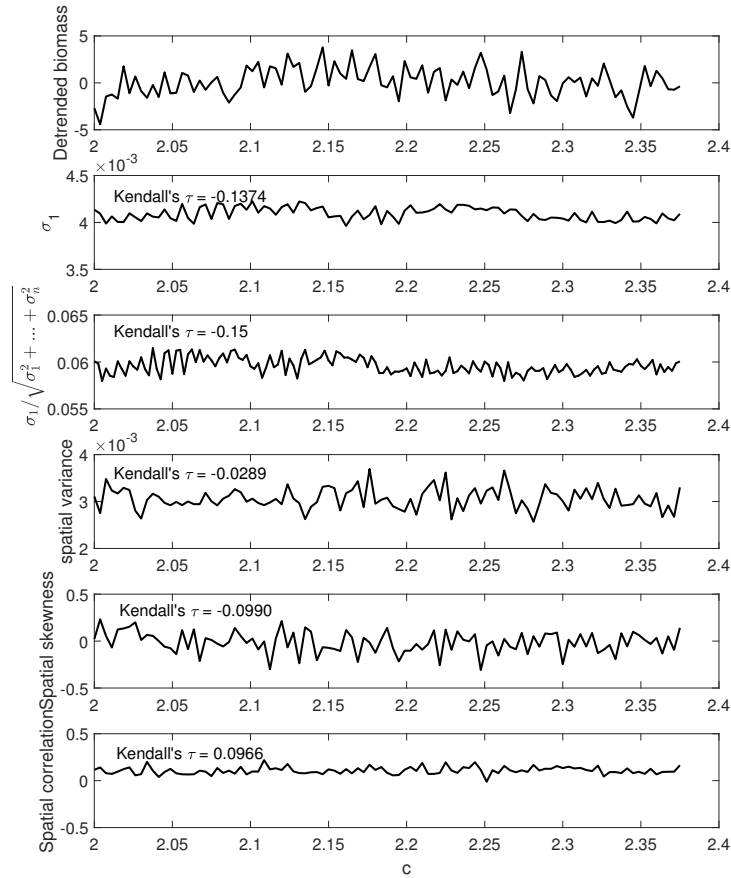 Detrended biomass
5
0
-5
2 2.05 2.1 2.15 2.2 2.25 2.3 2.35 2.4
×10-3
4.5
Kendall's τ = -0.1374
σ1
4
3.5
2 2.05 2.1 2.15 2.2 2.25 2.3 2.35 2.4
σ1/√σ1² + ... + σn²
0.065
Kendall's τ = -0.15
0.06
0.055
2 2.05 2.1 2.15 2.2 2.25 2.3 2.35 2.4
×10-3
spatial variance
4
Kendall's τ = -0.0289
3
2
2 2.05 2.1 2.15 2.2 2.25 2.3 2.35 2.4
Spatial skewness
0.5
Kendall's τ = -0.0990
0
-0.5
2 2.05 2.1 2.15 2.2 2.25 2.3 2.35 2.4
Spatial correlation
0.5
Kendall's τ = 0.0966
0
-0.5
2 2.05 2.1 2.15 2.2 2.25 2.3 2.35 2.4
c